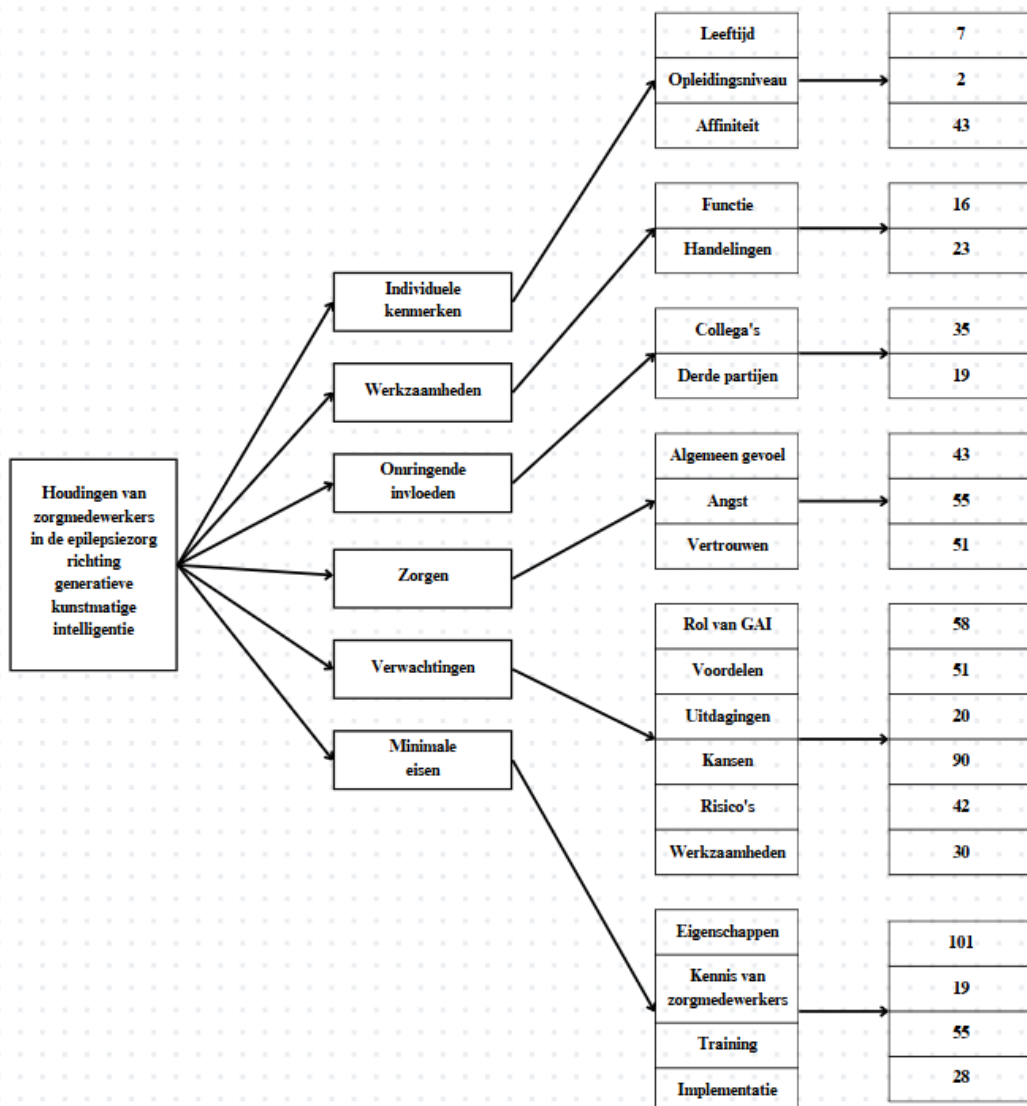 Houdingen van
zorgmedewerkers
in de epilepsiezorg
richting
generatieve
kunstmatige
intelligentie
Individuele
kenmerken
Werkzaamheden
Omringende
invloeden
Zorgen
Verwachtingen
Minimale
eisen
Leeftijd
7
Opleidingsniveau
2
Affiniteit
43
Functie
16
Handelingen
23
Collega's
35
Derde partijen
19
Algemeen gevoel
43
Angst
55
Vertrouwen
51
Rol van GAI
58
Voordelen
51
Uitdagingen
20
Kansen
90
Risico's
42
Werkzaamheden
30
Eigenschappen
101
Kennis van
zorgmedewerkers
19
Training
55
Implementatie
28